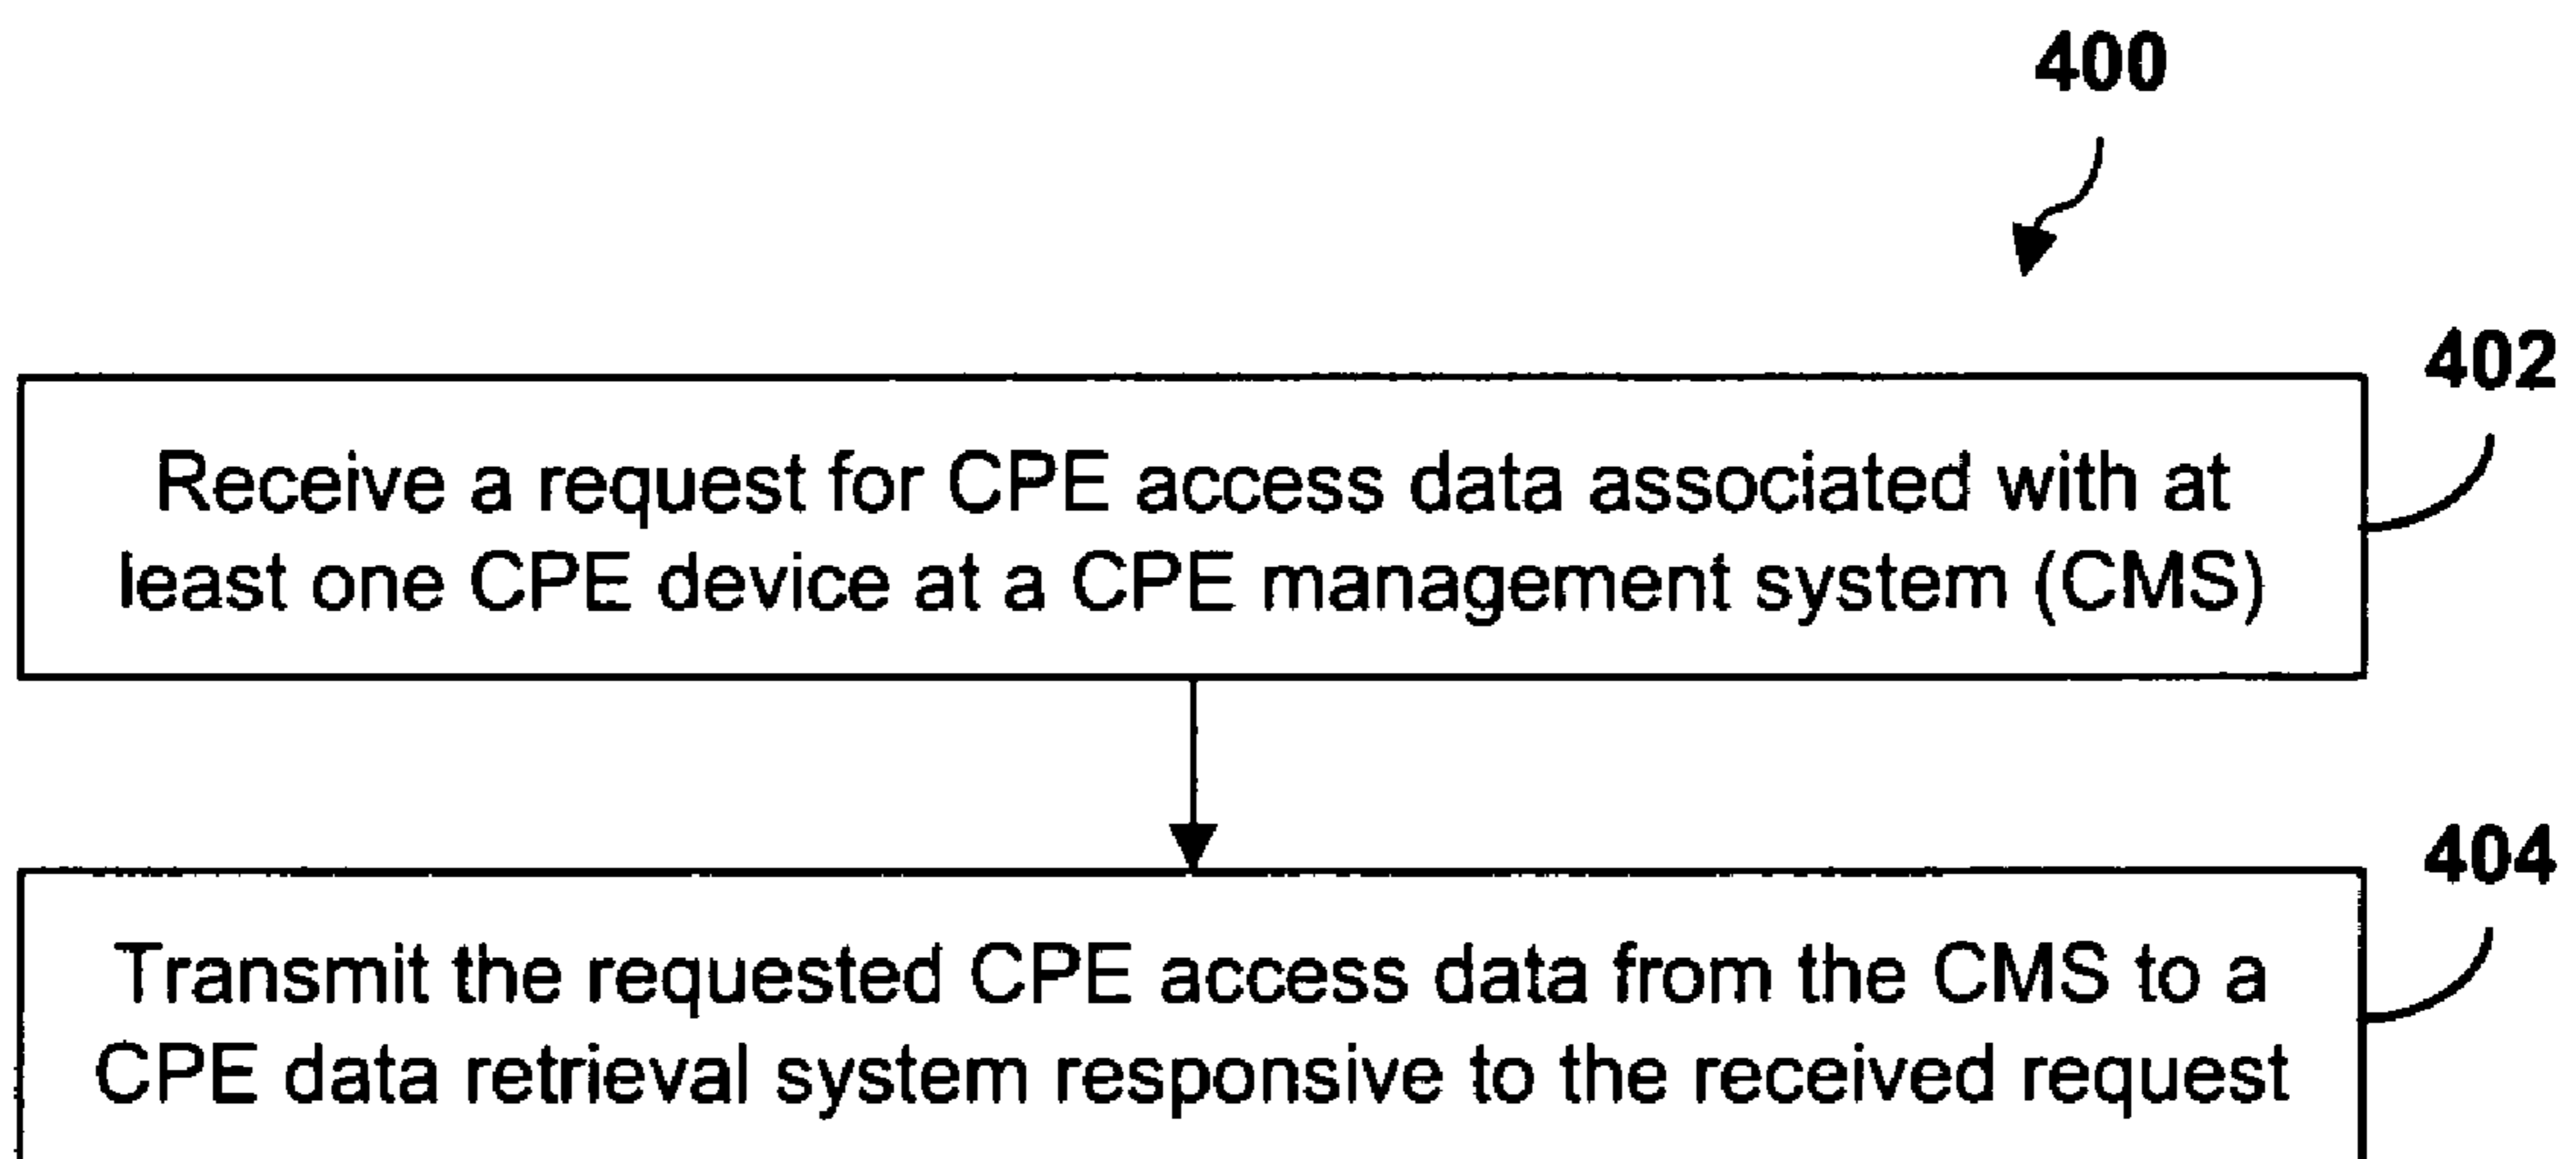 400
402
Receive a request for CPE access data associated with at
least one CPE device at a CPE management system (CMS)
404
Transmit the requested CPE access data from the CMS to a
CPE data retrieval system responsive to the received request